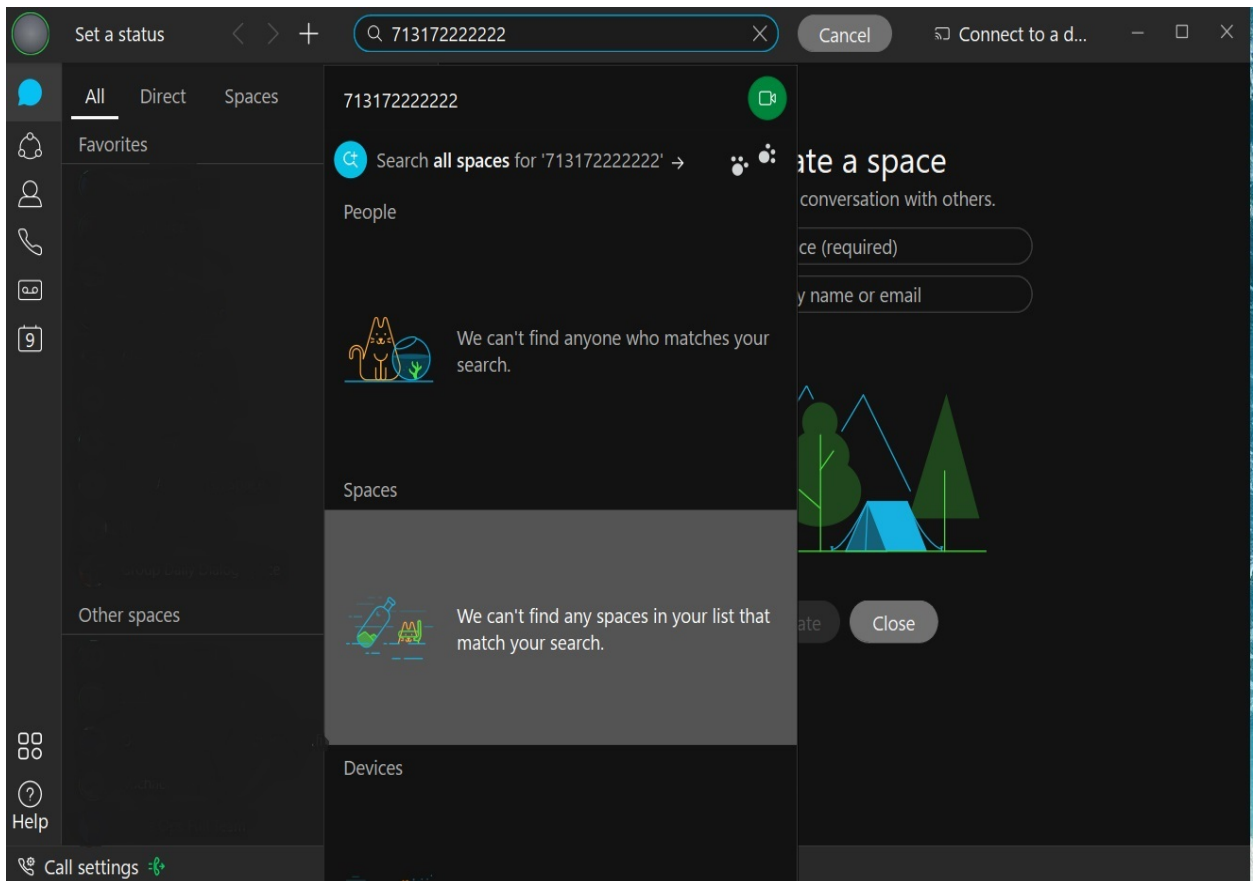 Set a status
713172222222
Cancel
Connect to a d...
All
Direct
Spaces
Favorites
Other spaces
9
Help
Call settings
713172222222
Search all spaces for '713172222222' →
People
We can't find anyone who matches your
search.
Spaces
We can't find any spaces in your list that
match your search.
Devices
ate a space
conversation with others.
ce (required)
y name or email
ate
Close